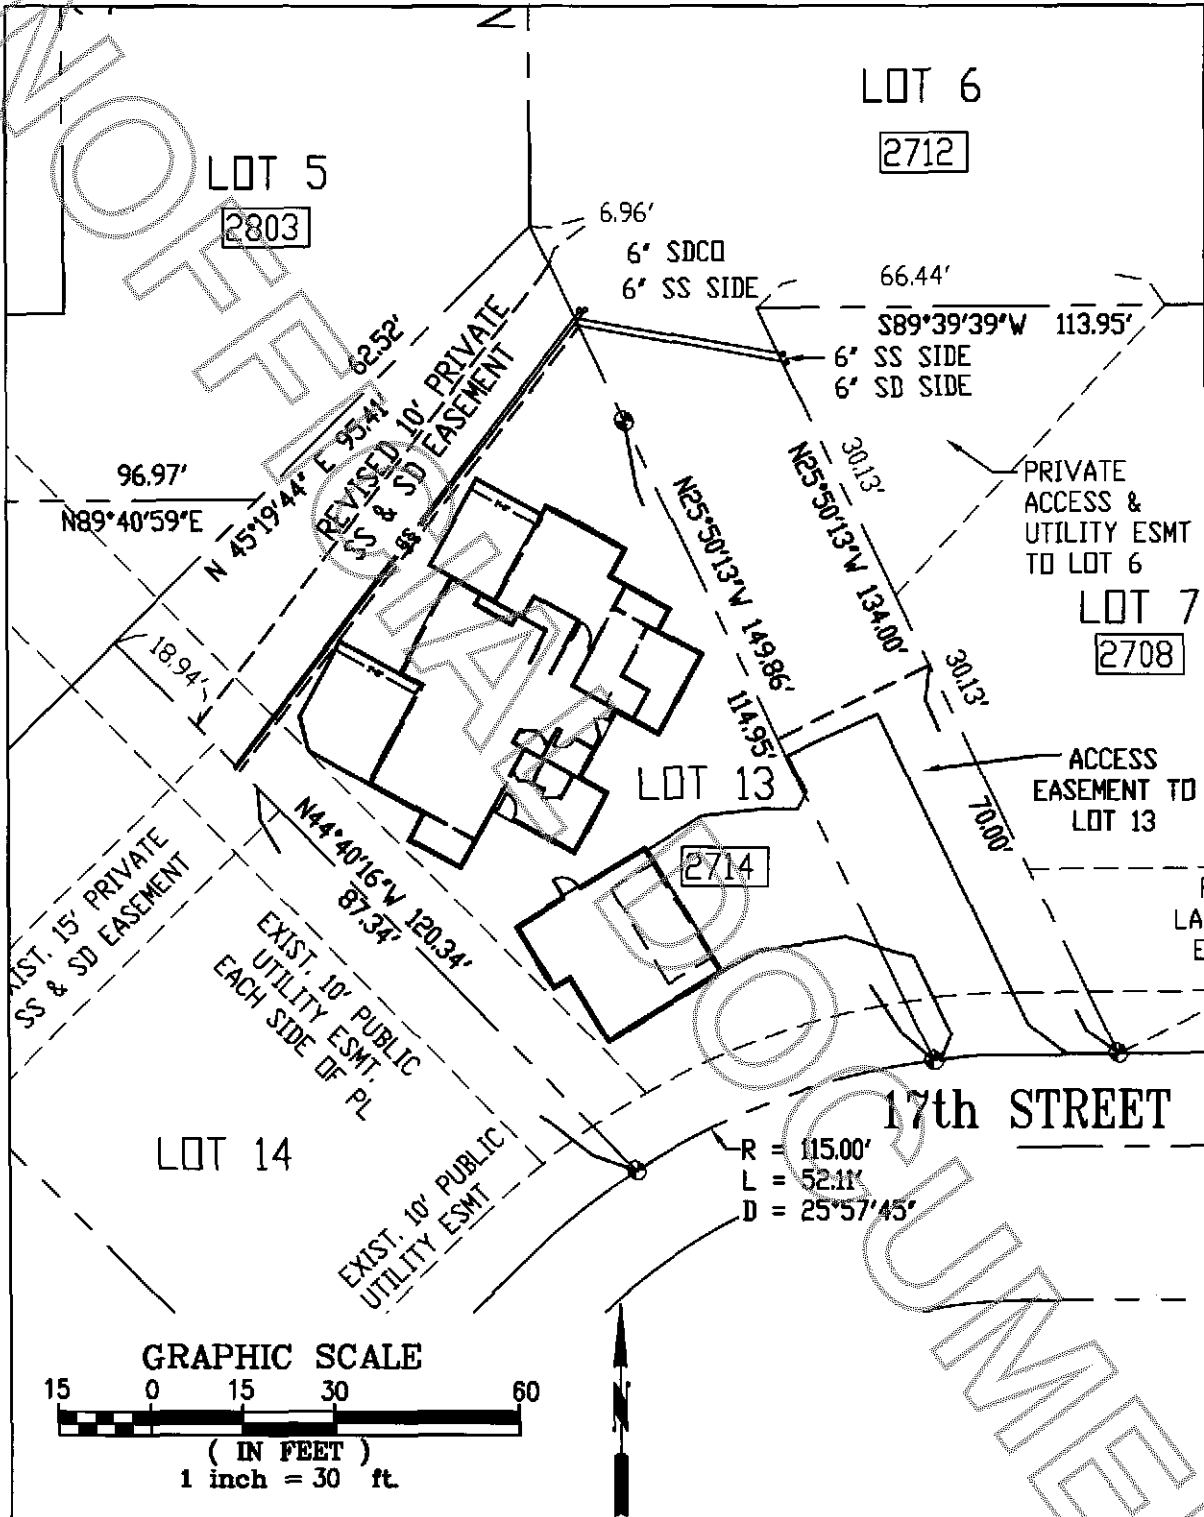 LOT 6
2712
LOT 5
2803
6.96'
6" SDCO
6" SS SIDE
66.44'
S89°39'39"W 113.95'
6" SS SIDE
6" SD SIDE
62.52'
N 45°19'44" E 95.41'
REVISED 10' PRIVATE
SS & SD EASEMENT
SS
96.97'
N89°40'59"E
18.94'
30.13'
N25°50'13"W 134.00'
N25°50'13"W 149.86'
114.95'
PRIVATE
ACCESS &
UTILITY ESMT
TO LOT 6
LOT 7
2708
30.13'
70.00'
ACCESS
EASEMENT TO
LOT 13
LOT 13
2714
N44°40'16"W 120.34'
87.34'
EXIST. 15' PRIVATE
SS & SD EASEMENT
EXIST. 10' PUBLIC
UTILITY ESMT.
EACH SIDE OF PL
LA
E
17th STREET
LOT 14
EXIST. 10' PUBLIC
UTILITY ESMT
R = 115.00'
L = 52.11'
D = 25°57'45"
GRAPHIC SCALE
15 0 15 30 60
( IN FEET )
1 inch = 30 ft.
N
UNOFFICIAL DOCUMENT